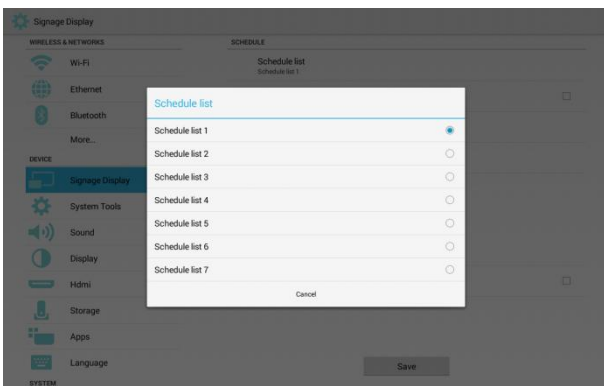 Signage Display
WIRELESS & NETWORKS
Wi-Fi
Ethernet
Bluetooth
More...
DEVICE
Signage Display
System Tools
Sound
Display
Hdmi
Storage
Apps
Language
SYSTEM
SCHEDULE
Schedule list
Schedule list 1
Schedule list
Schedule list 1
Schedule list 2
Schedule list 3
Schedule list 4
Schedule list 5
Schedule list 6
Schedule list 7
Cancel
Save